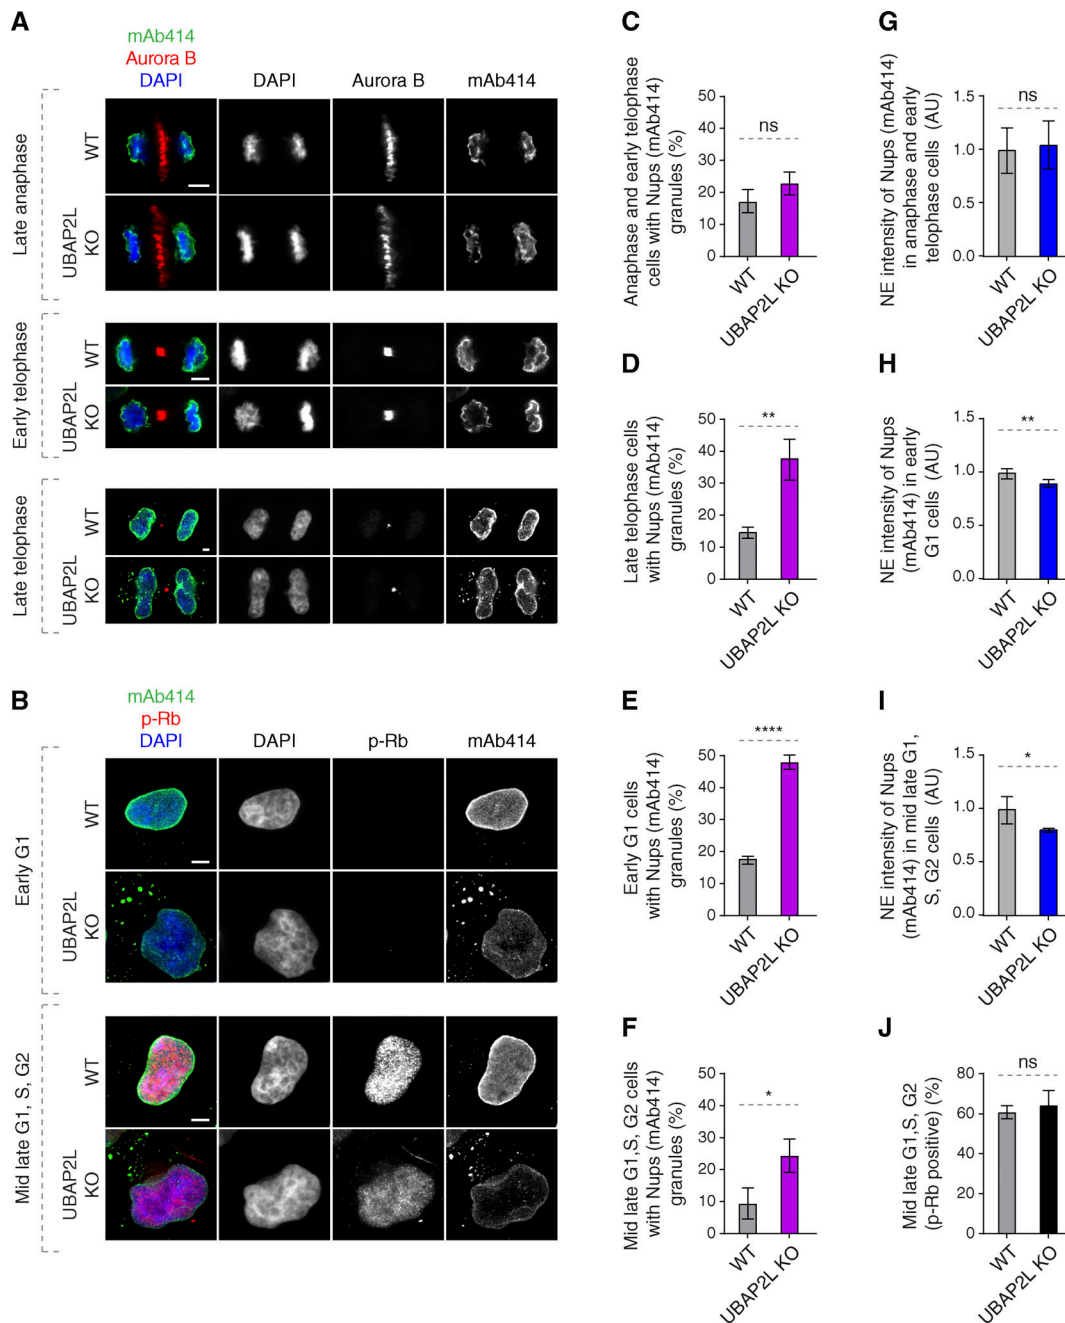 A
mAb414
Aurora B
DAPI
DAPI
Aurora B
mAb414
Late anaphase
WT
UBAP2L
KO
Early telophase
WT
UBAP2L
KO
Late telophase
WT
UBAP2L
KO
B
mAb414
p-Rb
DAPI
DAPI
p-Rb
mAb414
Early G1
WT
UBAP2L
KO
Mid late G1, S, G2
WT
UBAP2L
KO
C
Anaphase and early telophase
cells with Nups (mAb414)
granules (%)
50
40
30
20
10
0
ns
WT
UBAP2L KO
D
Late telophase cells
with Nups (mAb414)
granules (%)
50
40
30
20
10
0
**
WT
UBAP2L KO
E
Early G1 cells
with Nups (mAb414)
granules (%)
50
40
30
20
10
0
****
WT
UBAP2L KO
F
Mid late G1,S, G2 cells
with Nups (mAb414)
granules (%)
40
30
20
10
0
*
WT
UBAP2L KO
G
NE intensity of Nups (mAb414)
in anaphase and early
telophase cells (AU)
1.5
1.0
0.5
0.0
ns
WT
UBAP2L KO
H
NE intensity of Nups
(mAb414) in early
G1 cells (AU)
1.5
1.0
0.5
0.0
**
WT
UBAP2L KO
I
NE intensity of Nups
(mAb414) in mid late G1,
S, G2 cells (AU)
1.5
1.0
0.5
0.0
*
WT
UBAP2L KO
J
Mid late G1,S, G2
(p-Rb positive) (%)
80
60
40
20
0
ns
WT
UBAP2L KO